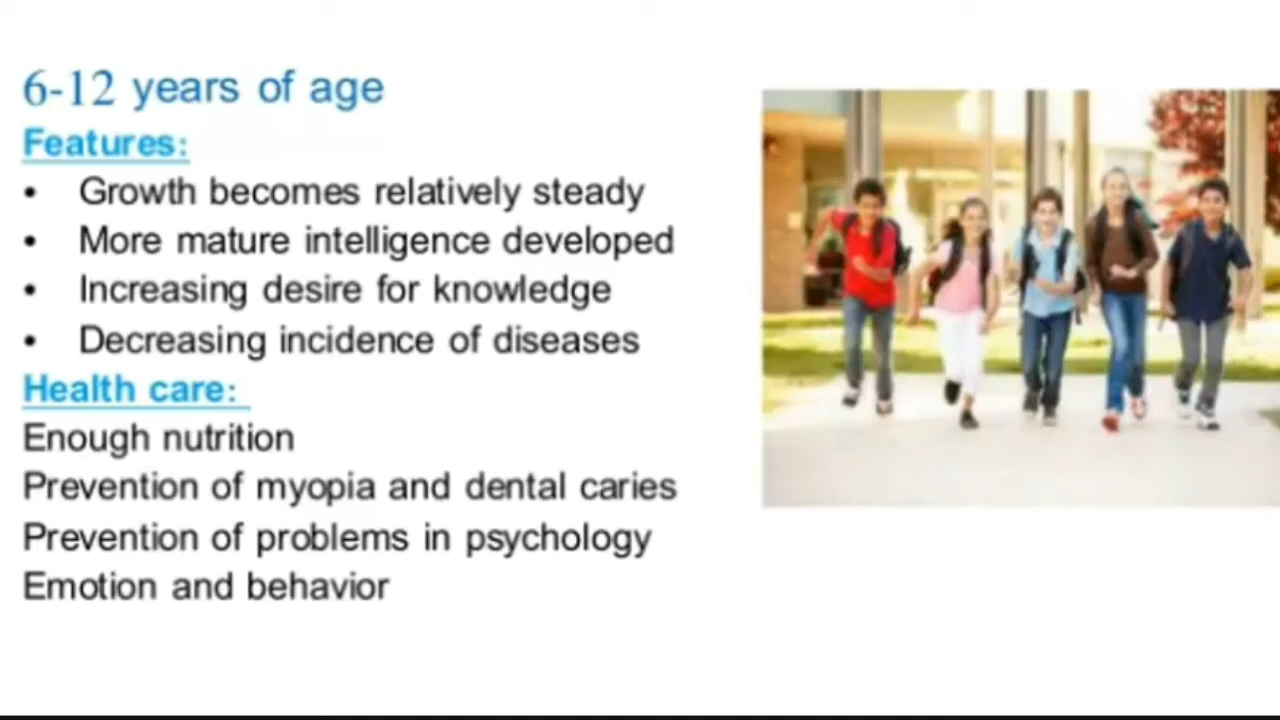 6-12 years of age
Features:
• Growth becomes relatively steady
• More mature intelligence developed
• Increasing desire for knowledge
• Decreasing incidence of diseases
Health care:
Enough nutrition
Prevention of myopia and dental caries
Prevention of problems in psychology
Emotion and behavior